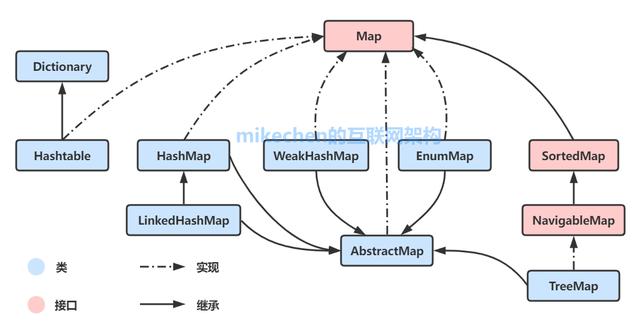 Map
Dictionary
mikechen的互联网架构
Hashtable
HashMap
WeakHashMap
EnumMap
SortedMap
LinkedHashMap
NavigableMap
AbstractMap
类
实现
TreeMap
接口
继承